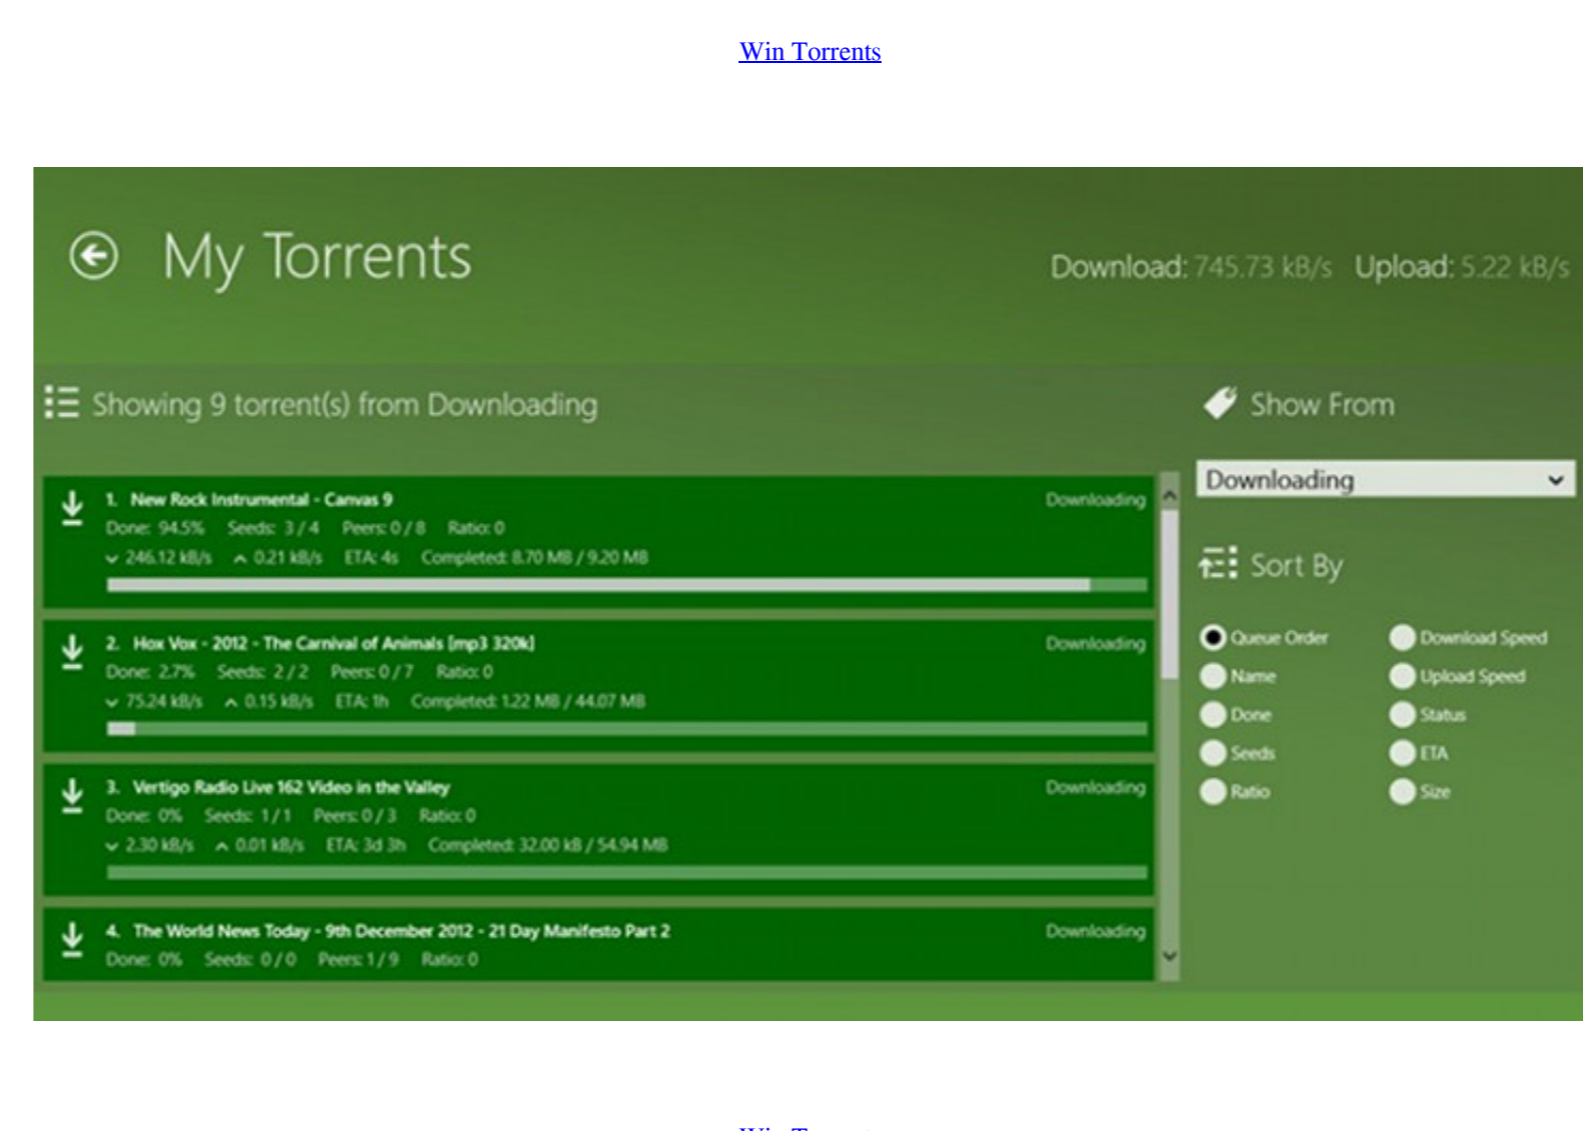 Win Torrents
My Torrents
Download: 745.73 kB/s Upload: 5.22 kB/s
Showing 9 torrent(s) from Downloading
1. New Rock Instrumental - Canvas 9 Downloading
Done: 94.5% Seeds: 3 / 4 Peers: 0 / 8 Ratio: 0
246.12 kB/s 0.21 kB/s ETA: 4s Completed: 8.70 MB / 9.20 MB
2. Hox Vox - 2012 - The Carnival of Animals [mp3 320k] Downloading
Done: 2.7% Seeds: 2 / 2 Peers: 0 / 7 Ratio: 0
75.24 kB/s 0.15 kB/s ETA: 1h Completed: 1.22 MB / 44.07 MB
3. Vertigo Radio Live 162 Video in the Valley Downloading
Done: 0% Seeds: 1 / 1 Peers: 0 / 3 Ratio: 0
2.30 kB/s 0.01 kB/s ETA: 3d 3h Completed: 32.00 kB / 54.94 MB
4. The World News Today - 9th December 2012 - 21 Day Manifesto Part 2 Downloading
Done: 0% Seeds: 0 / 0 Peers: 1 / 9 Ratio: 0
Show From
Downloading
Sort By
Queue Order Download Speed
Name Upload Speed
Done Status
Seeds ETA
Ratio Size